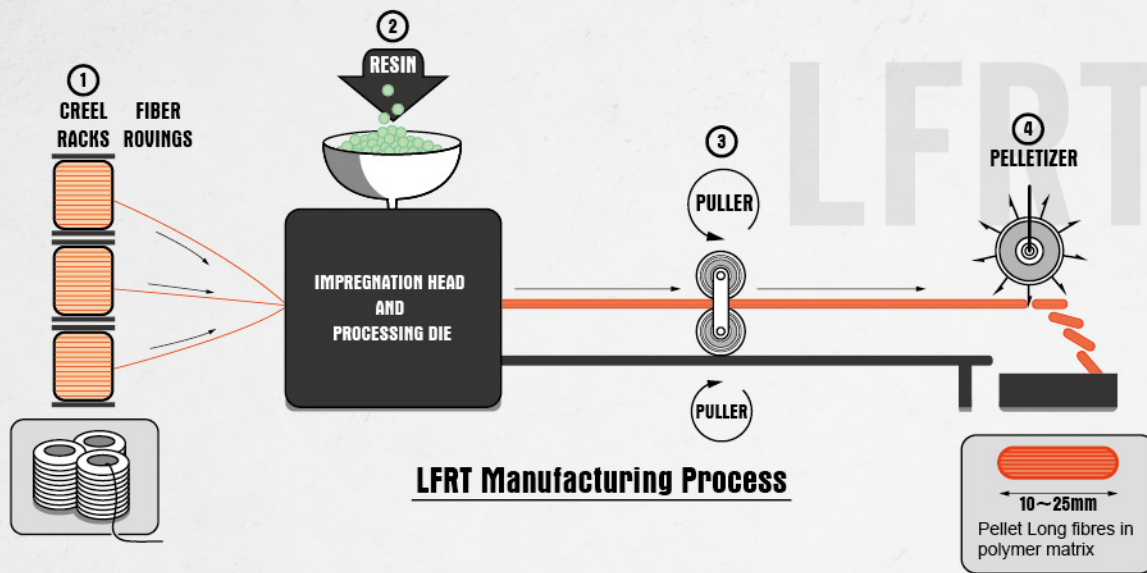 LFRT
1
CREEL
RACKS
FIBER
ROVINGS
2
RESIN
IMPREGNATION HEAD
AND
PROCESSING DIE
3
PULLER
PULLER
4
PELLETIZER
LFRT Manufacturing Process
10~25mm
Pellet Long fibres in
polymer matrix